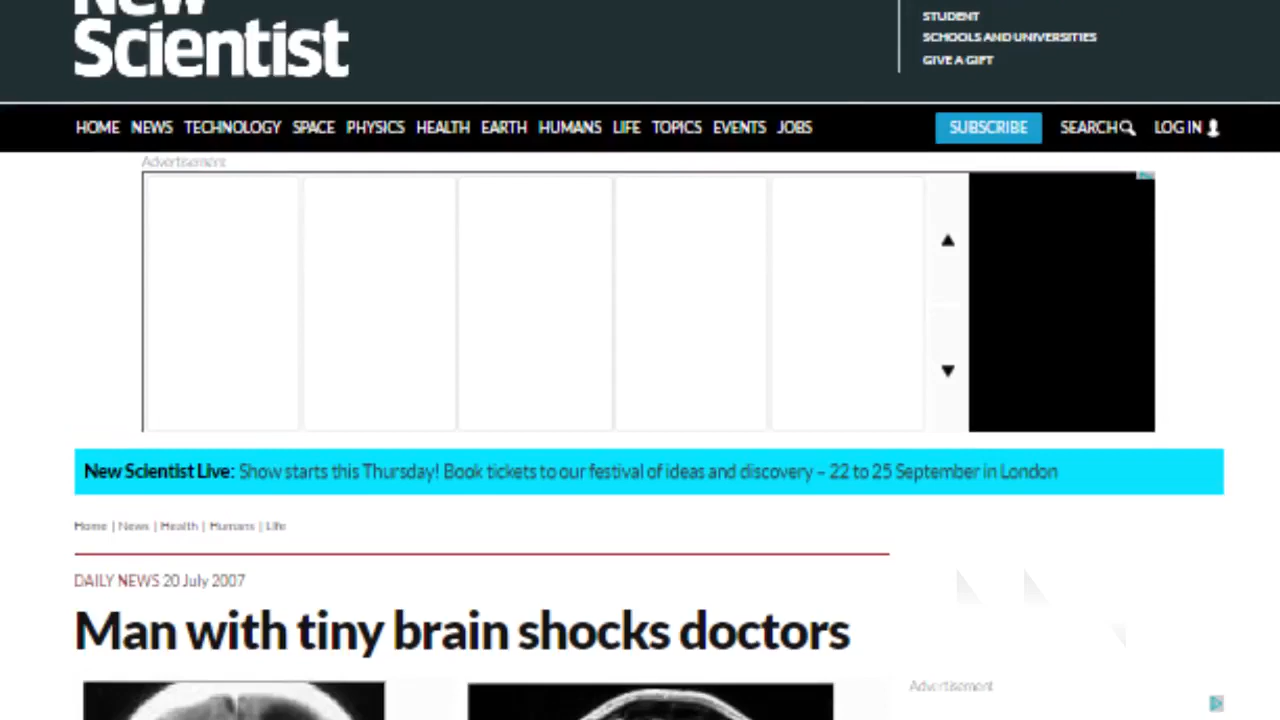 New
Scientist
STUDENT
SCHOOLS AND UNIVERSITIES
GIVE A GIFT
HOME NEWS TECHNOLOGY SPACE PHYSICS HEALTH EARTH HUMANS LIFE TOPICS EVENTS JOBS SUBSCRIBE SEARCH LOG IN
Advertisement
New Scientist Live: Show starts this Thursday! Book tickets to our festival of ideas and discovery – 22 to 25 September in London
Home | News | Health | Humans | Life
DAILY NEWS 20 July 2007
Man with tiny brain shocks doctors
Advertisement